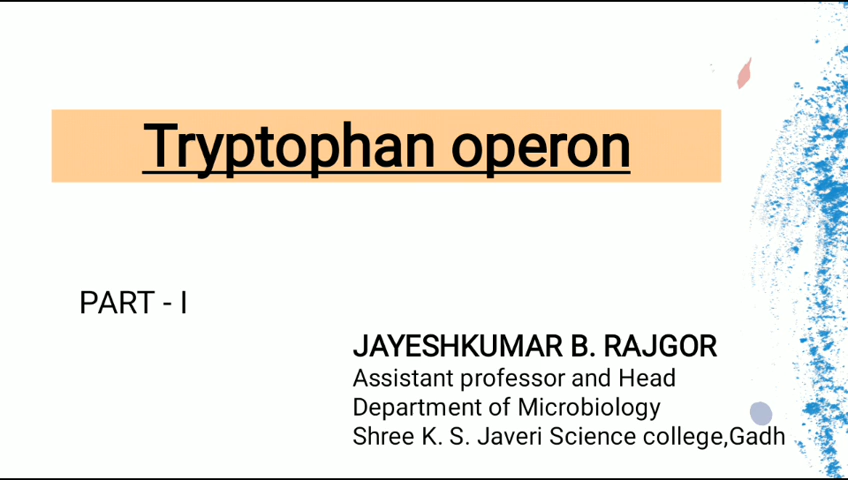 Tryptophan operon
PART - I
JAYESHKUMAR B. RAJGOR
Assistant professor and Head
Department of Microbiology
Shree K. S. Javeri Science college,Gadh